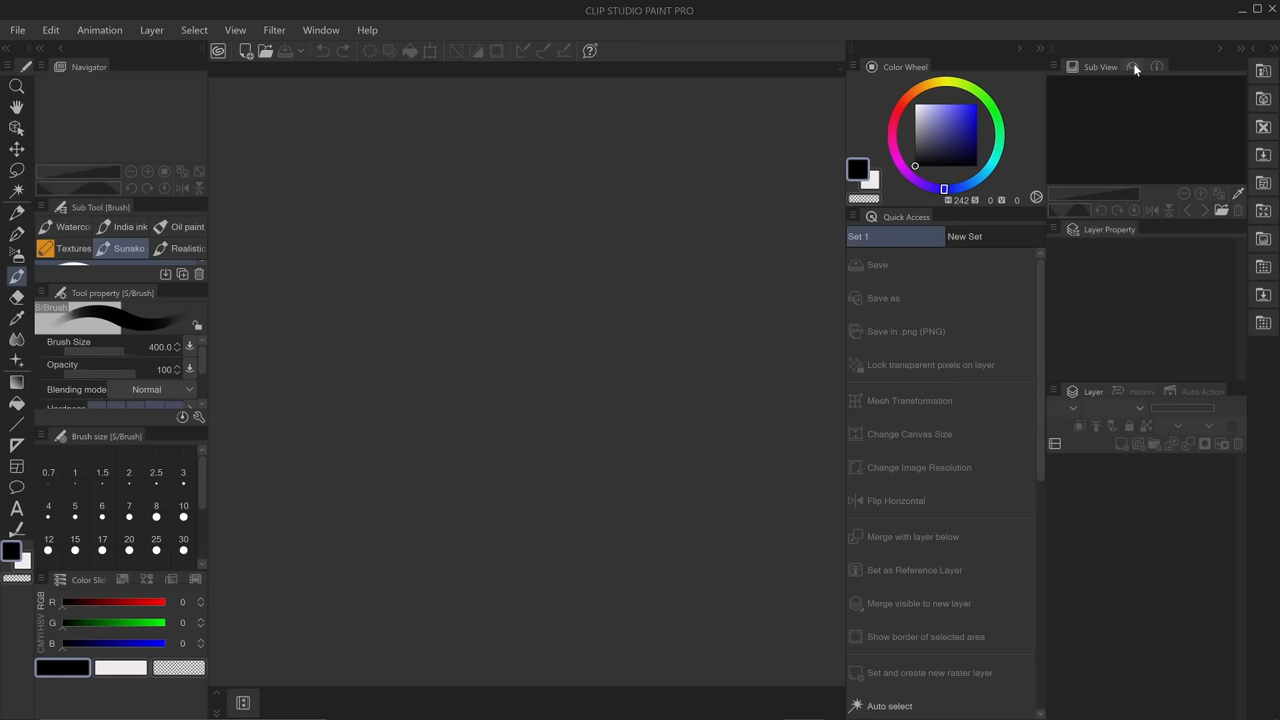 CLIP STUDIO PAINT PRO
File Edit Animation Layer Select View Filter Window Help
Navigator
Color Wheel
Sub View
242 S 0 V 0
Sub Tool [Brush]
India ink Oil paint
Textures Sunako Realistic
Quick Access
Set 1 New Set
Layer Property
Tool property [S/Brush]
S/Brush
Brush Size 400.0
Opacity 100
Blending mode Normal
Hardness
Save
Save as
Save in .png (PNG)
Lock transparent pixels on layer
Mesh Transformation
Change Canvas Size
Change Image Resolution
Flip Horizontal
Merge with layer below
Set as Reference Layer
Merge visible to new layer
Show border of selected area
Set and create new raster layer
Auto select
Layer History Auto Action
Brush size [S/Brush]
0.7 1 1.5 2 2.5 3
4 5 6 7 8 10
12 15 17 20 25 30
Color Slic
RGB
HSV
CMYI
R 0
G 0
B 0
A